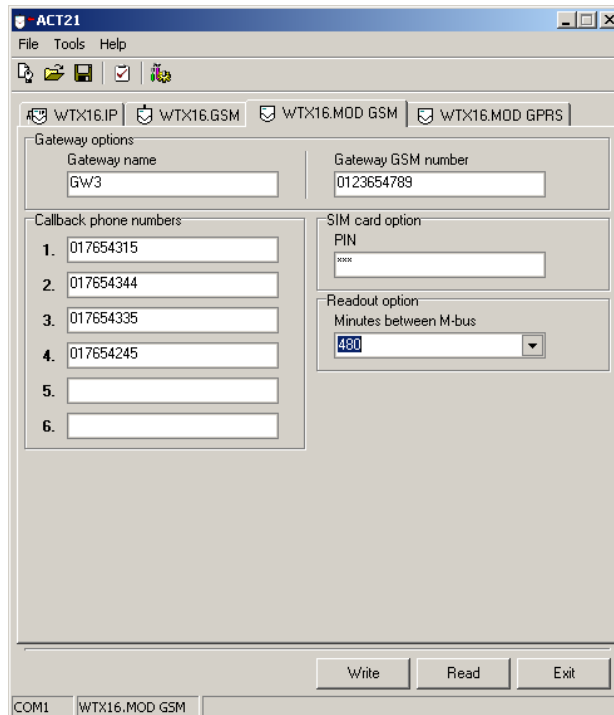 ACT21
File Tools Help
WTX16.IP WTX16.GSM WTX16.MOD GSM WTX16.MOD GPRS
Gateway options
Gateway name
GW3
Gateway GSM number
0123654789
Callback phone numbers
1. 017654315
2. 017654344
3. 017654335
4. 017654245
5.
6.
SIM card option
PIN
***
Readout option
Minutes between M-bus
480
Write Read Exit
COM1 WTX16.MOD GSM